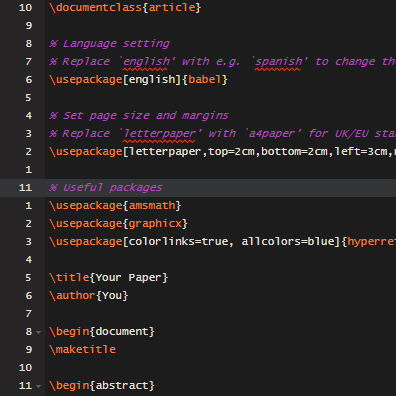 10 \documentclass{article}
9
8 % Language setting
7 % Replace `english' with e.g. `spanish' to change
6 \usepackage[english]{babel}
5
4 % Set page size and margins
3 % Replace `letterpaper' with `a4paper' for UK/EU
2 \usepackage[letterpaper,top=2cm,bottom=2cm,left=3cm,
1
11 % Useful packages
1 \usepackage{amsmath}
2 \usepackage{graphicx}
3 \usepackage[colorlinks=true, allcolors=blue]{hyperre
4
5 \title{Your Paper}
6 \author{You}
7
8 \begin{document}
9 \maketitle
10
11 \begin{abstract}